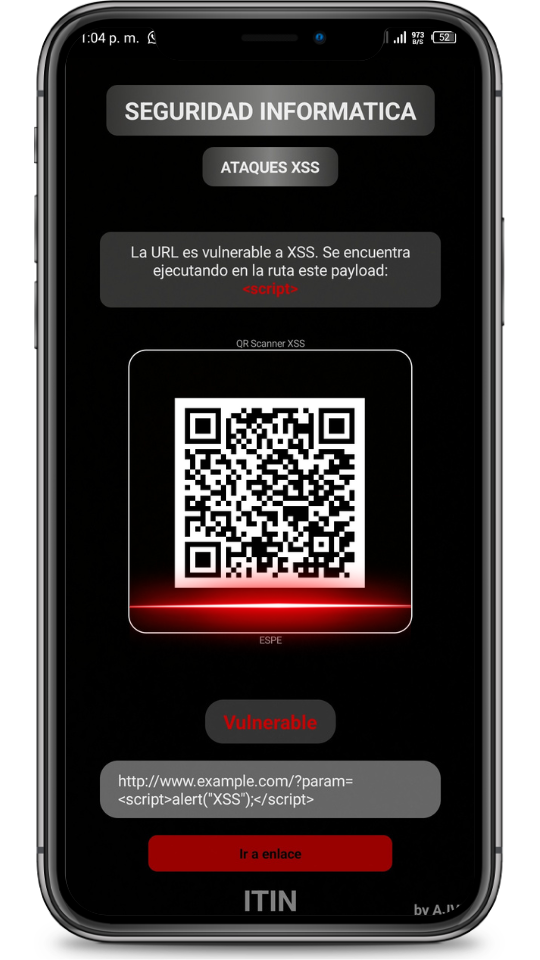 1:04 p. m.
973
B/S
52
SEGURIDAD INFORMATICA
ATAQUES XSS
La URL es vulnerable a XSS. Se encuentra
ejecutando en la ruta este payload:
<script>
QR Scanner XSS
ESPE
Vulnerable
http://www.example.com/?param=
<script>alert("XSS");</script>
Ir a enlace
ITIN
by